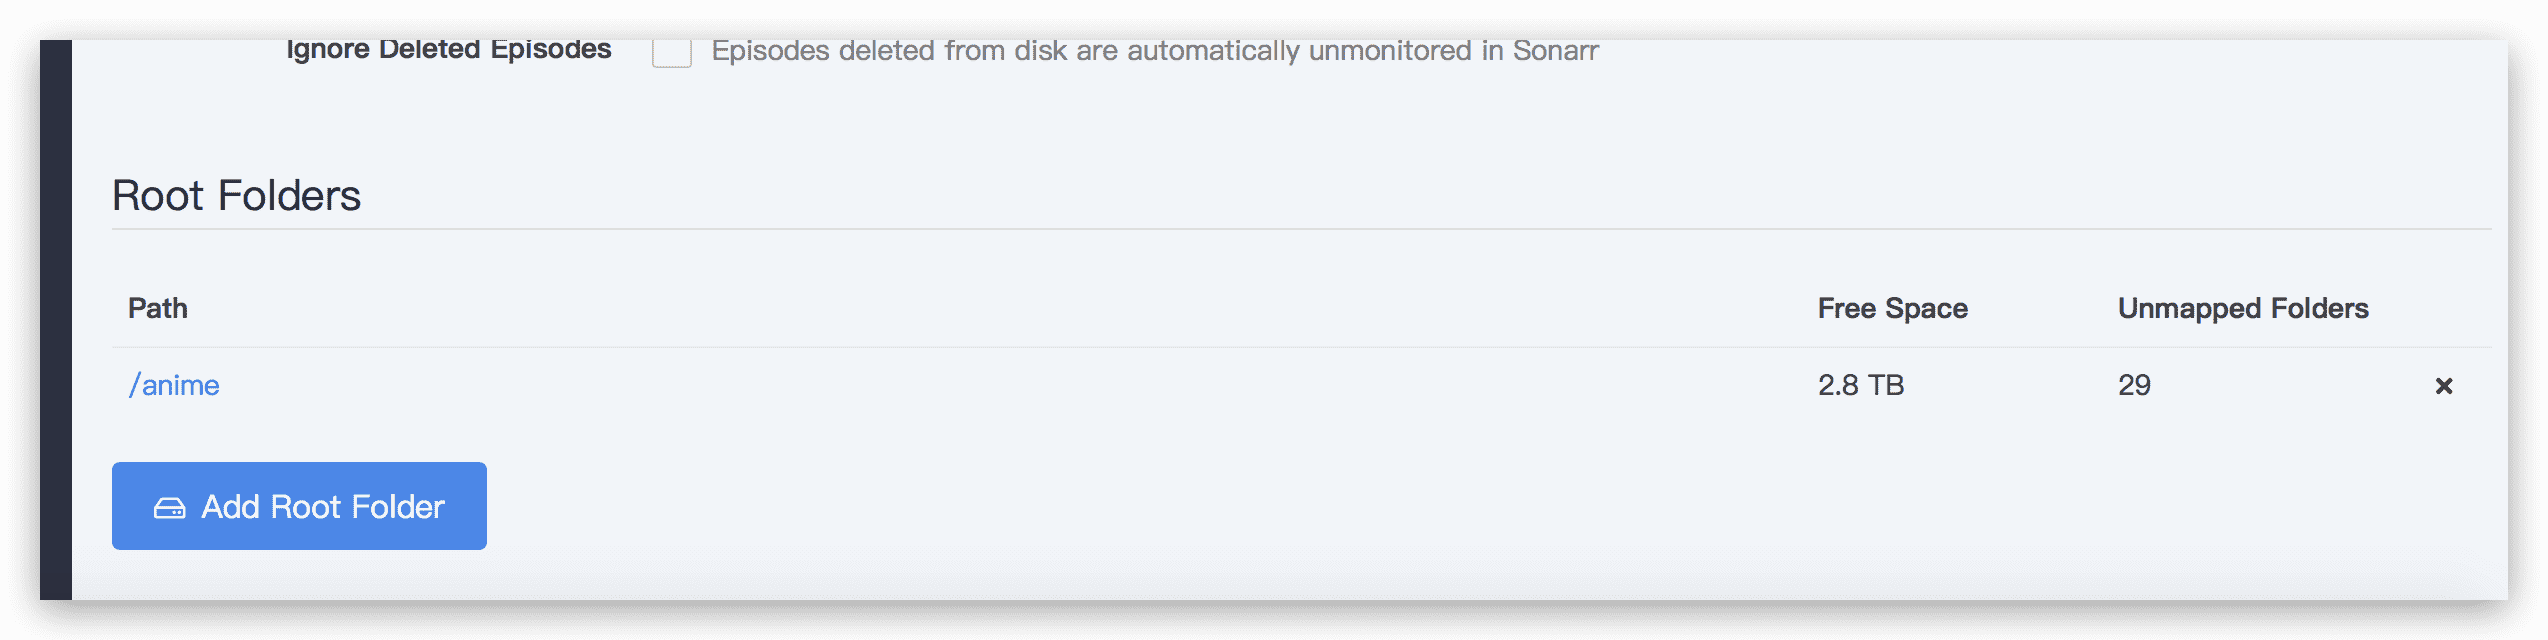 Ignore Deleted Episodes Episodes deleted from disk are automatically unmonitored in Sonarr
Root Folders
Path Free Space Unmapped Folders
/anime 2.8 TB 29
Add Root Folder